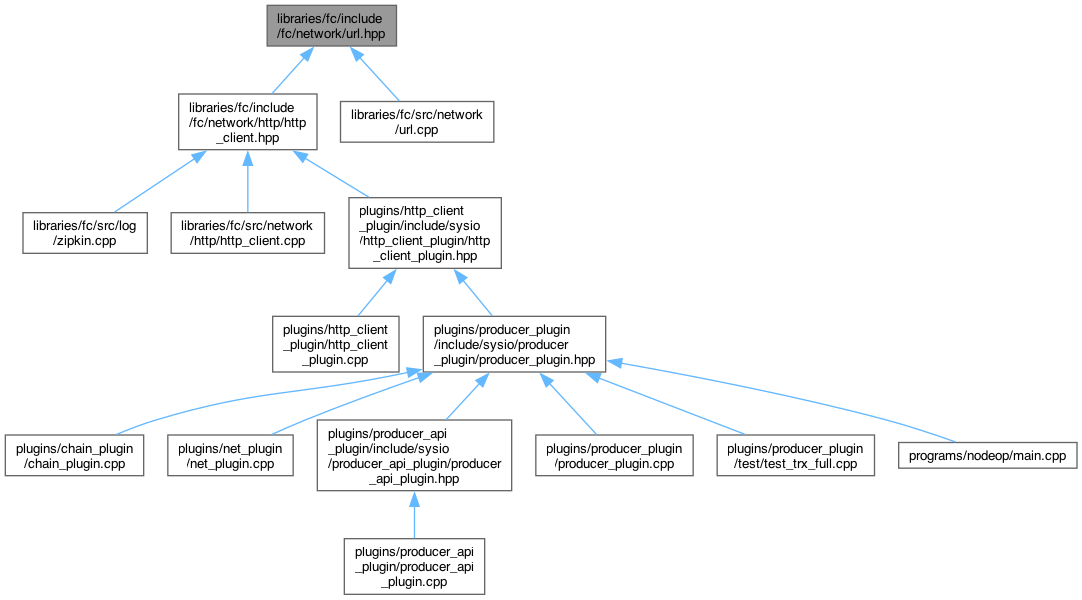 libraries/fc/include
/fc/network/url.hpp
libraries/fc/include
/fc/network/http/http
_client.hpp
libraries/fc/src/network
/url.cpp
libraries/fc/src/log
/zipkin.cpp
libraries/fc/src/network
/http/http_client.cpp
plugins/http_client
_plugin/include/sysio
/http_client_plugin/http
_client_plugin.hpp
plugins/http_client
_plugin/http_client
_plugin.cpp
plugins/producer_plugin
/include/sysio/producer
_plugin/producer_plugin.hpp
plugins/chain_plugin
/chain_plugin.cpp
plugins/net_plugin
/net_plugin.cpp
plugins/producer_api
_plugin/include/sysio
/producer_api_plugin/producer
_api_plugin.hpp
plugins/producer_plugin
/producer_plugin.cpp
plugins/producer_plugin
/test/test_trx_full.cpp
programs/nodeop/main.cpp
plugins/producer_api
_plugin/producer_api
_plugin.cpp